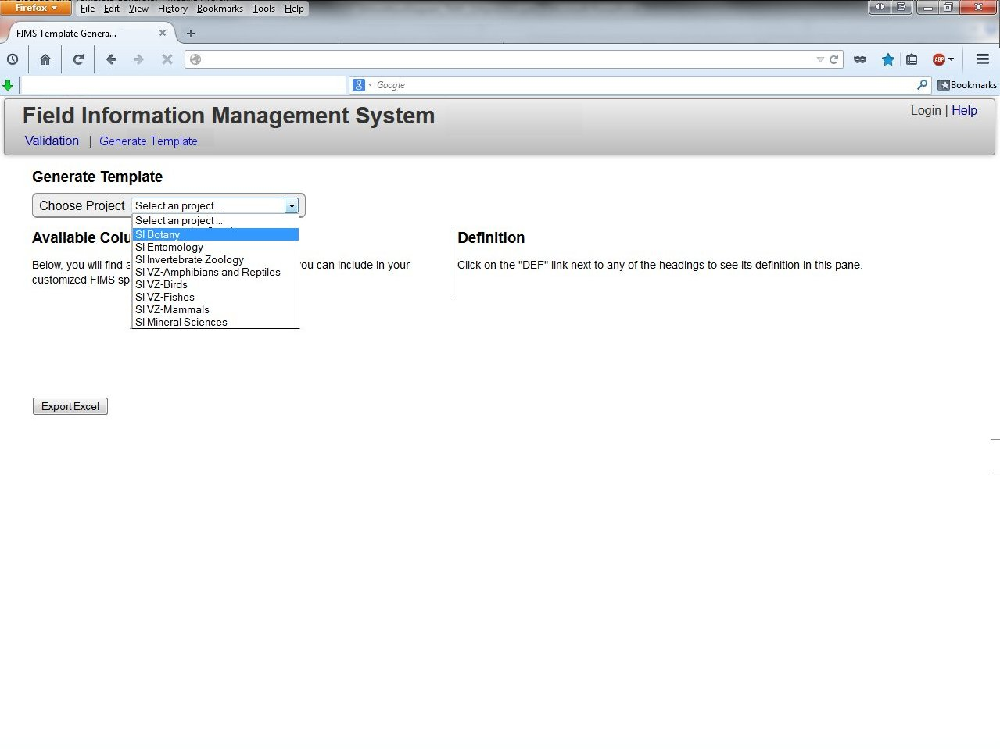 Firefox
File Edit View History Bookmarks Tools Help
FIMS Template Genera...
Google
ABP
Bookmarks
Field Information Management System
Login | Help
Validation | Generate Template
Generate Template
Choose Project Select an project ...
Select an project ...
SI Botany
SI Entomology
SI Invertebrate Zoology
SI VZ-Amphibians and Reptiles
SI VZ-Birds
SI VZ-Fishes
SI VZ-Mammals
SI Mineral Sciences
Available Colu
Below, you will find a
ou can include in your
customized FIMS sp
Definition
Click on the "DEF" link next to any of the headings to see its definition in this pane.
Export Excel